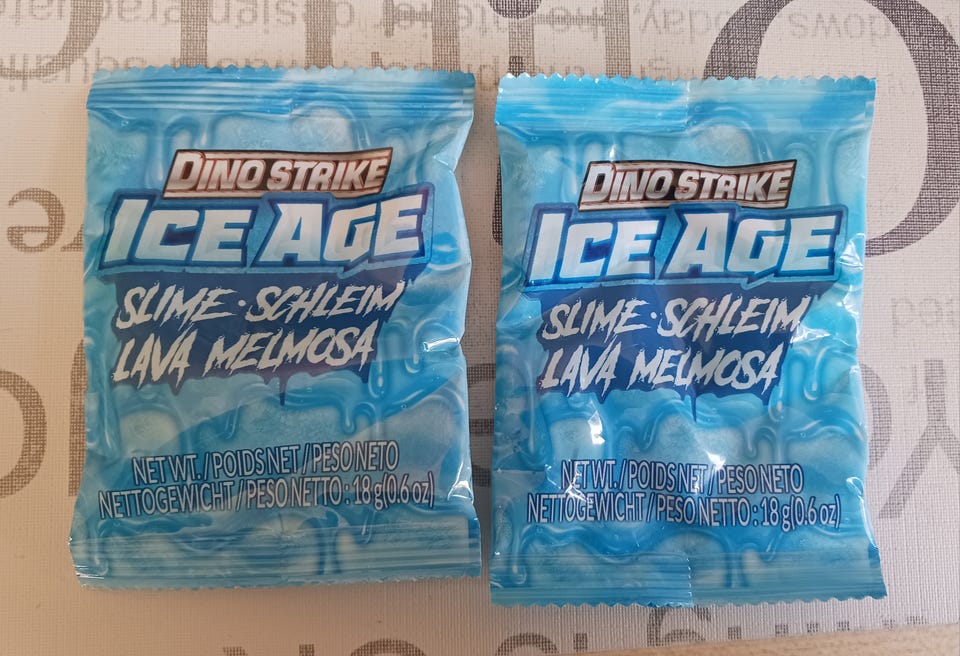 DINO STRIKE
ICE AGE
SLIME · SCHLEIM
LAVA MELMOSA
NET WT. / POIDS NET / PESO NETO
NETTOGEWICHT / PESO NETTO : 18 g(0.6 oz)
DINO STRIKE
ICE AGE
SLIME · SCHLEIM
LAVA MELMOSA
NET WT. / POIDS NET / PESO NETO
NETTOGEWICHT / PESO NETTO : 18 g(0.6 oz)